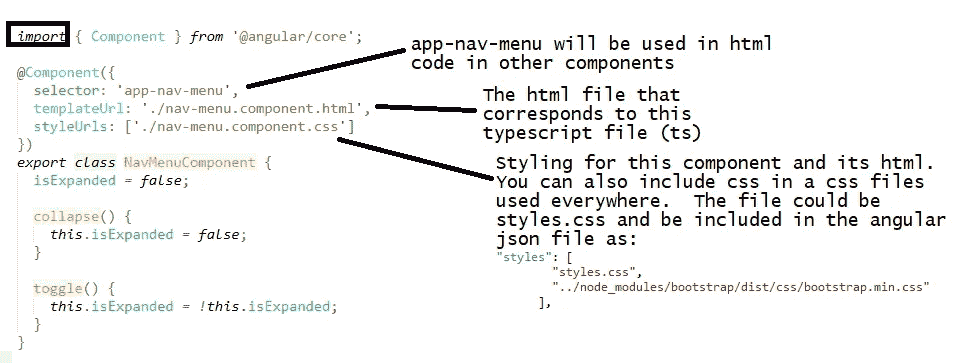 import { Component } from '@angular/core';
@Component({
selector: 'app-nav-menu',
templateUrl: './nav-menu.component.html',
styleUrls: ['./nav-menu.component.css']
})
export class NavMenuComponent {
isExpanded = false;
collapse() {
this.isExpanded = false;
}
toggle() {
this.isExpanded = !this.isExpanded;
}
}
app-nav-menu will be used in html
code in other components
The html file that
corresponds to this
typescript file (ts)
Styling for this component and its html.
You can also include css in a css files
used everywhere. The file could be
styles.css and be included in the angular
json file as:
"styles": [
"styles.css",
"../node_modules/bootstrap/dist/css/bootstrap.min.css"
],